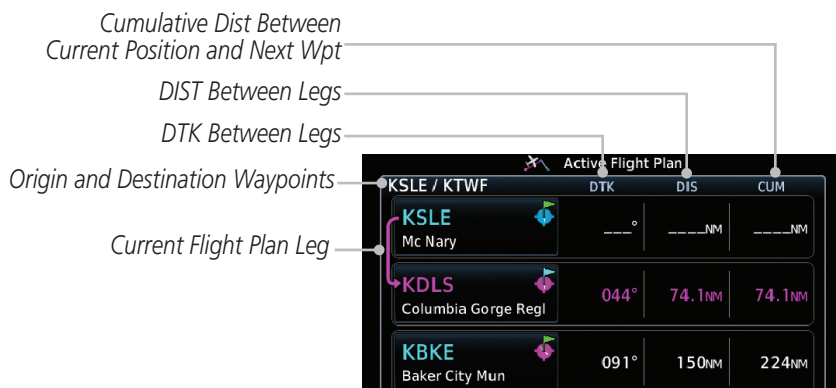 Cumulative Dist Between
Current Position and Next Wpt
DIST Between Legs
DTK Between Legs
Origin and Destination Waypoints
Current Flight Plan Leg
Active Flight Plan
KSLE / KTWF DTK DIS CUM
KSLE ___° ____NM ____NM
Mc Nary
KDLS 044° 74.1NM 74.1NM
Columbia Gorge Regl
KBKE 091° 150NM 224NM
Baker City Mun